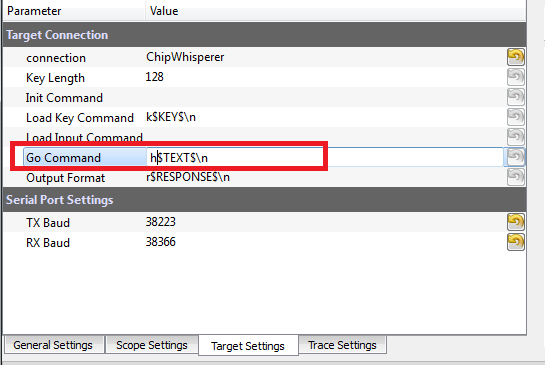 Parameter Value
Target Connection
connection ChipWhisperer
Key Length 128
Init Command
Load Key Command k$KEY$\n
Load Input Command
Go Command h$TEXT$\n
Output Format r$RESPONSE$\n
Serial Port Settings
TX Baud 38223
RX Baud 38366
General Settings Scope Settings Target Settings Trace Settings